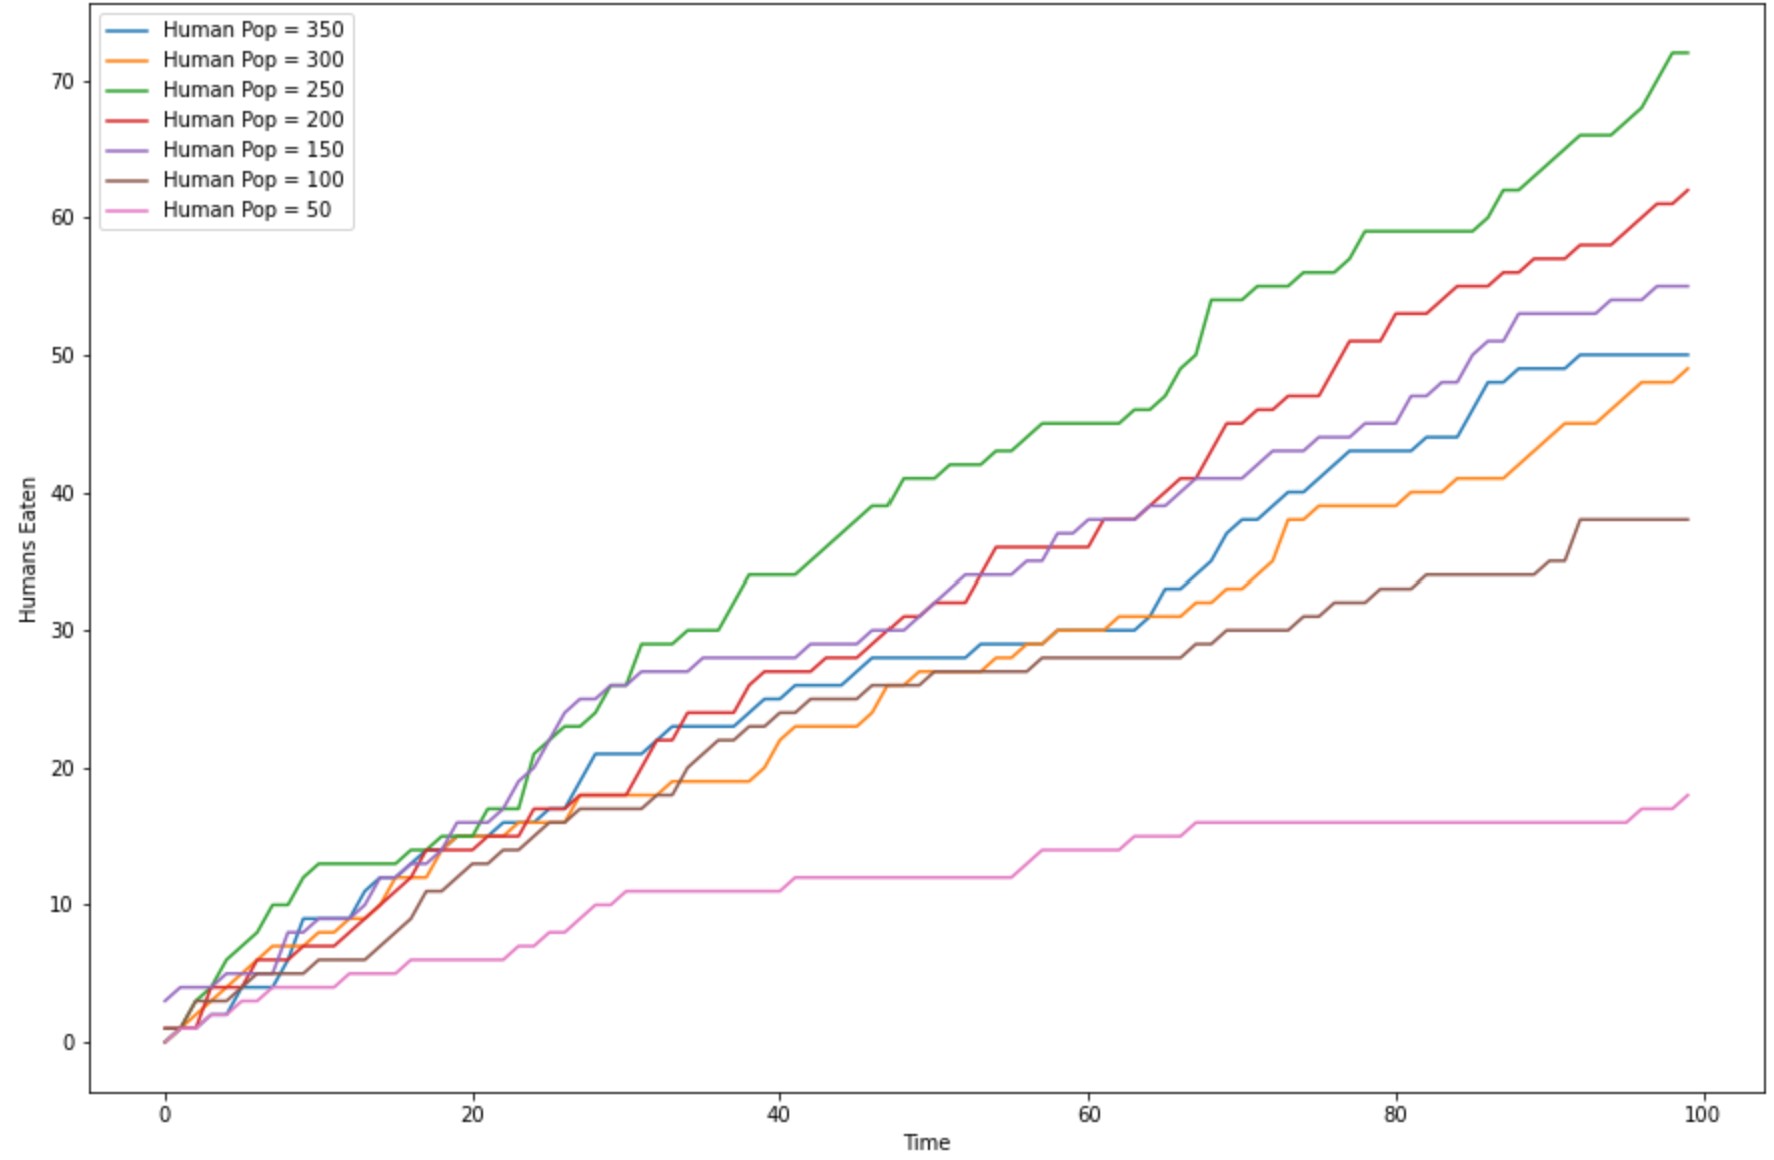 Human Pop = 350
Human Pop = 300
Human Pop = 250
Human Pop = 200
Human Pop = 150
Human Pop = 100
Human Pop = 50
70
60
50
40
30
20
10
0
Humans Eaten
0 20 40 60 80 100
Time